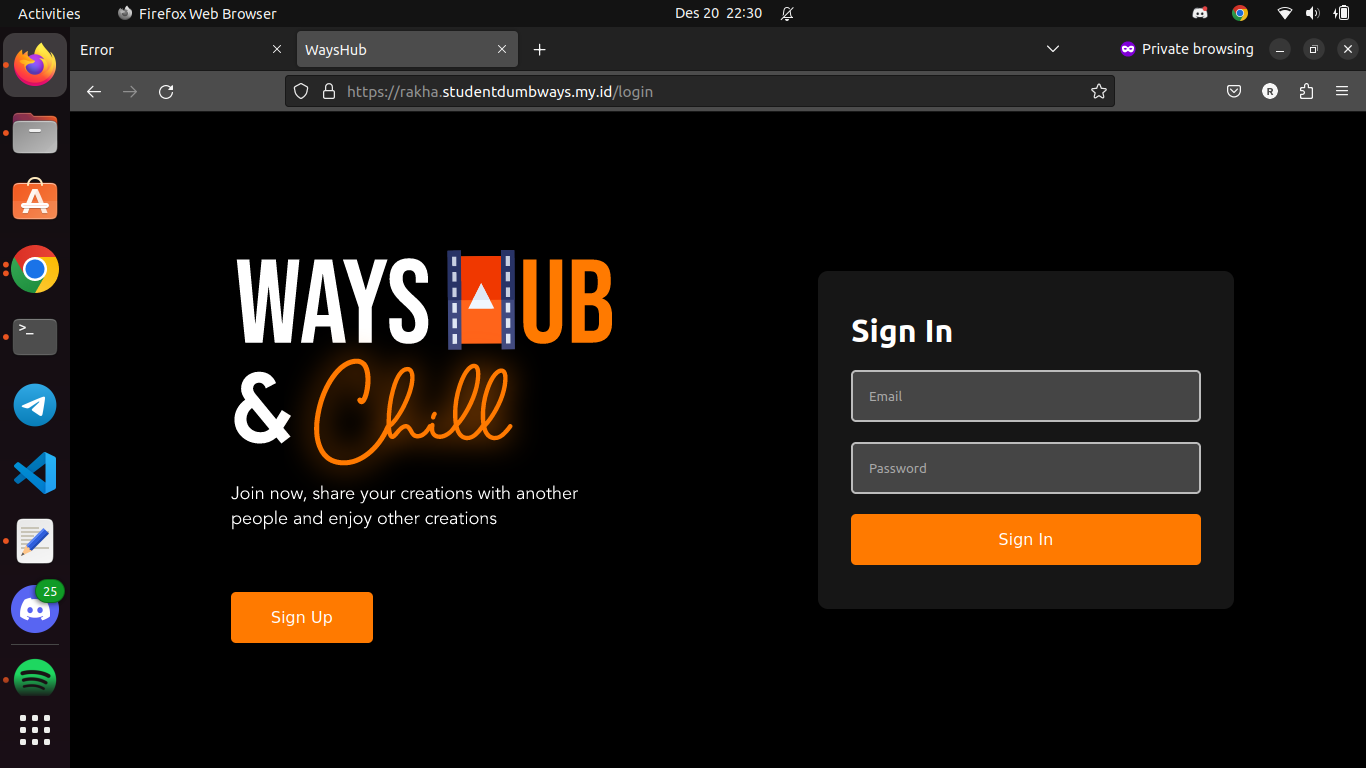 Activities
Firefox Web Browser
Des 20 22:30
Error
WaysHub
Private browsing
https://rakha.studentdumbways.my.id/login
R
>_
25
WAYS HUB
& Chill
Join now, share your creations with another
people and enjoy other creations
Sign Up
Sign In
Email
Password
Sign In